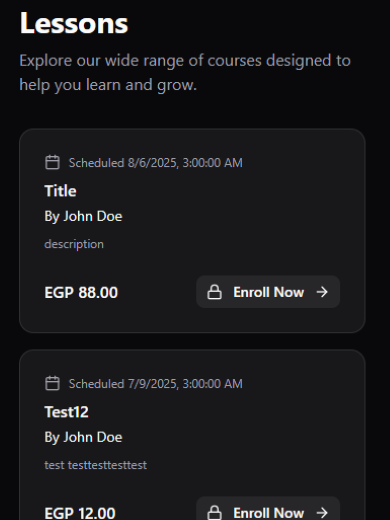 Lessons
Explore our wide range of courses designed to
help you learn and grow.
Scheduled 8/6/2025, 3:00:00 AM
Title
By John Doe
description
EGP 88.00
Enroll Now
Scheduled 7/9/2025, 3:00:00 AM
Test12
By John Doe
test testtesttesttest
EGP 12.00
Enroll Now